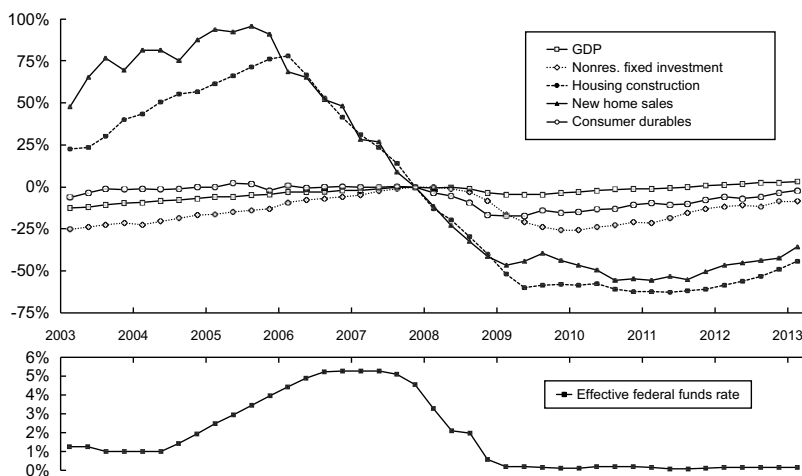 100%
75%
50%
25%
0%
-25%
-50%
-75%
GDP
Nonres. fixed investment
Housing construction
New home sales
Consumer durables
2003 2004 2005 2006 2007 2008 2009 2010 2011 2012 2013
6%
5%
4%
3%
2%
1%
0%
Effective federal funds rate